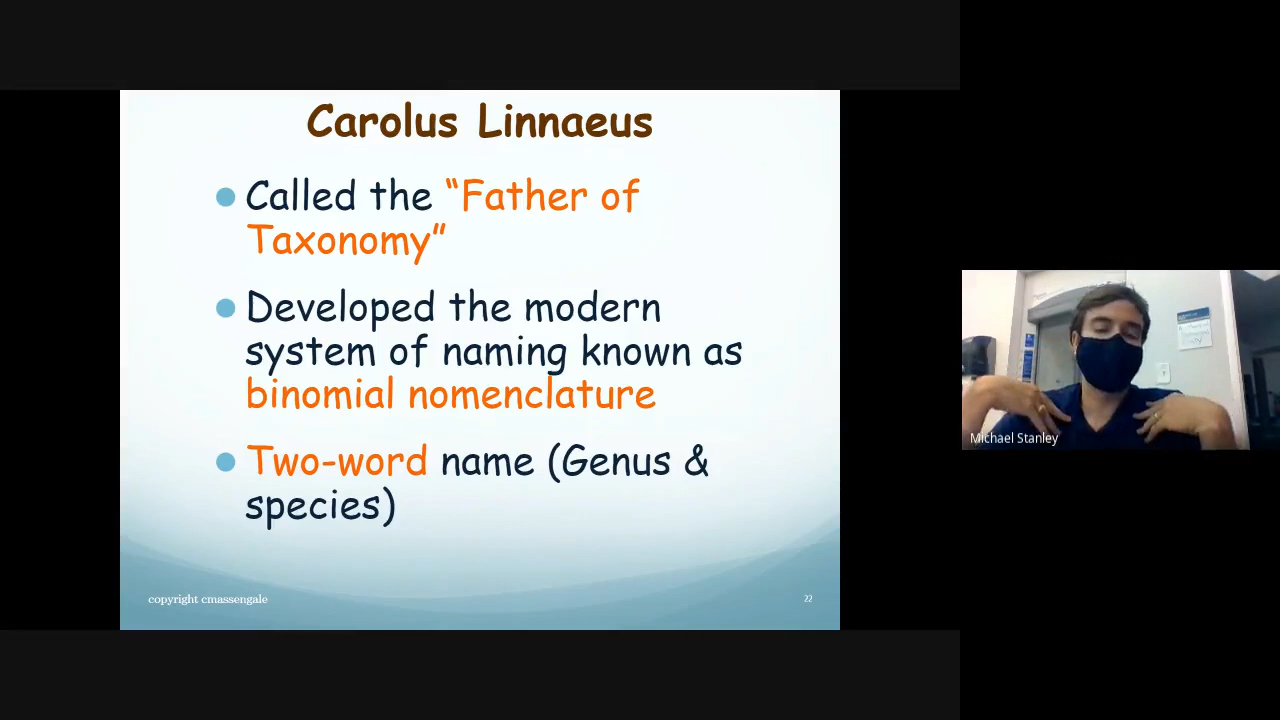 Carolus Linnaeus
Called the “Father of
Taxonomy”
Developed the modern
system of naming known as
binomial nomenclature
Two-word name (Genus &
species)
copyright cmassengale
22
Michael Stanley